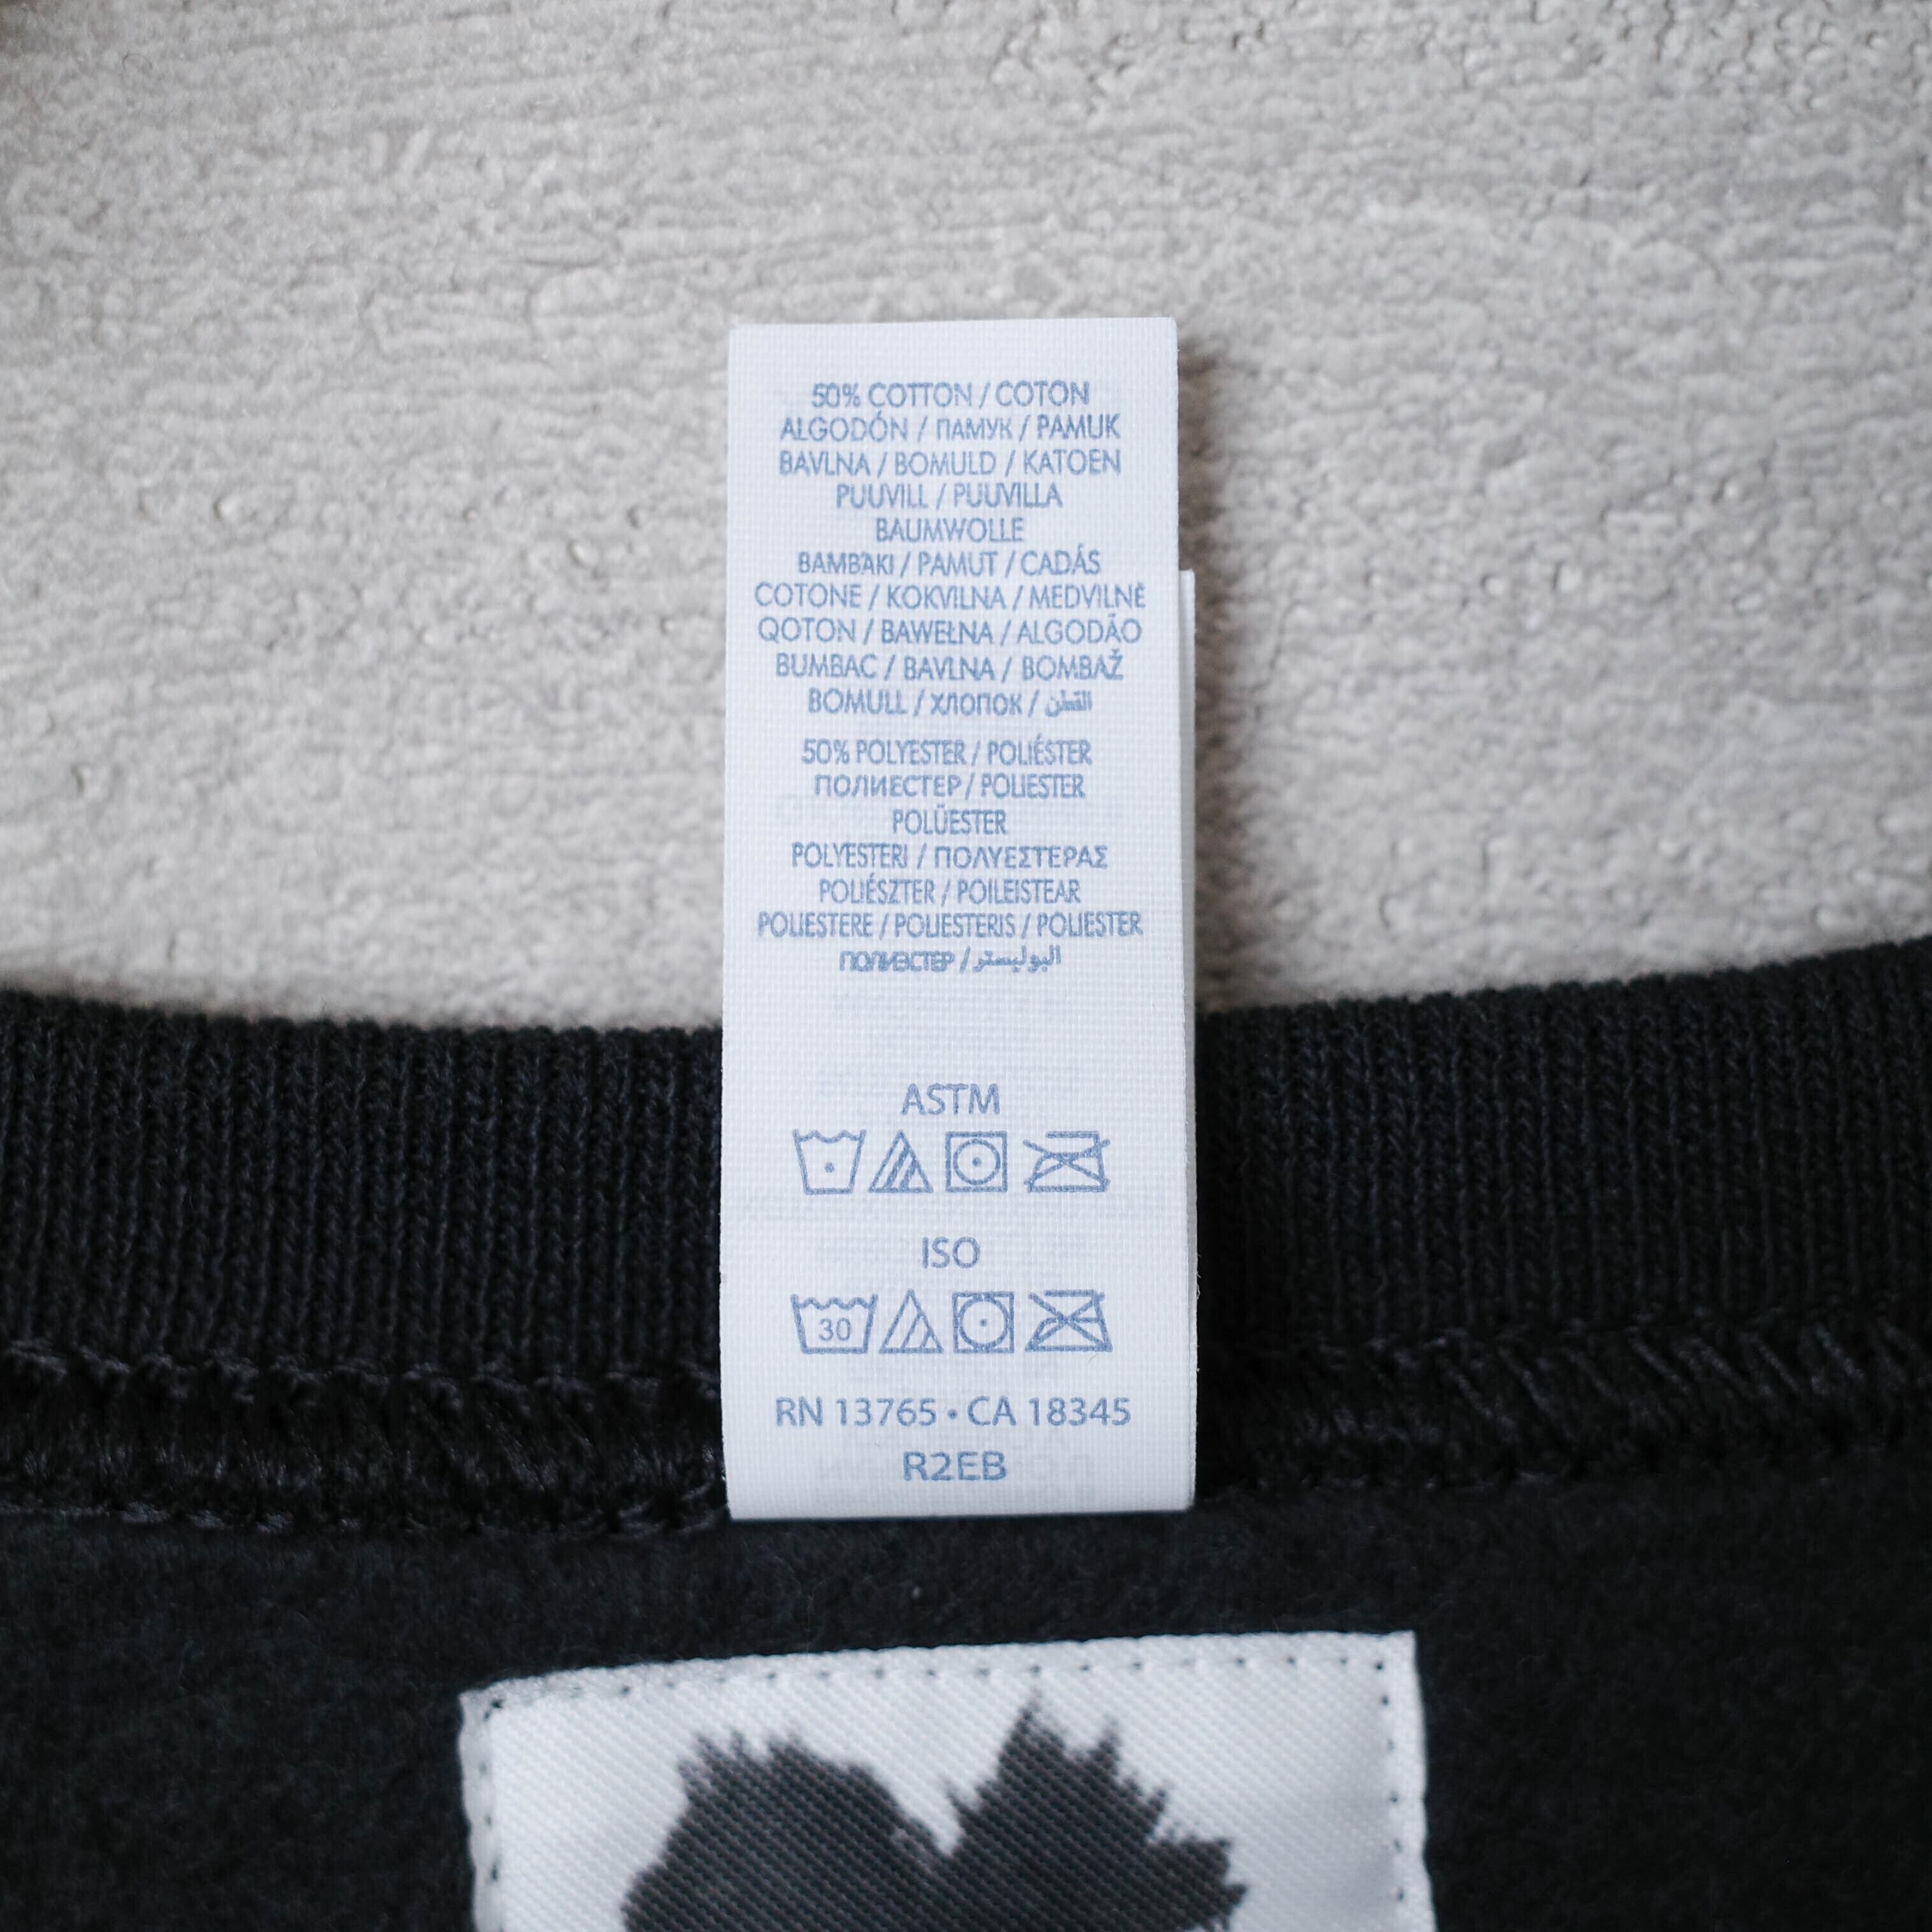 50% COTTON / COTON
ALGODÓN / ПАМУК / PAMUK
BAVLNA / BOMULD / KATOEN
PUUVILL / PUUVILLA
BAUMWOLLE
BAMBAKI / PAMUT / CADÁS
COTONE / KOKVILNA / MEDVILNĖ
QOTON / BAWEŁNA / ALGODÃO
BUMBAC / BAVLNA / BOMBAŽ
BOMULL / ХЛОПОК / القطن
50% POLYESTER / POLIÉSTER
ПОЛИЕСТЕР / POLIESTER
POLÜESTER
POLYESTERI / ΠΟΛΥΕΣΤΕΡΑΣ
POLIÉSZTER / POILEISTEAR
POLIESTERE / POLIESTERIS / POLIESTER
ПОЛИЭСТЕР / البوليستر
ASTM
ISO
30
RN 13765 • CA 18345
R2EB